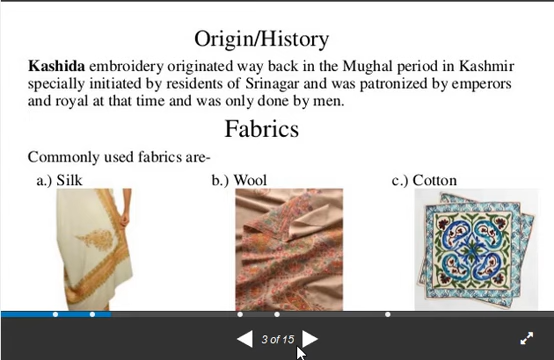 Origin/History
Kashida embroidery originated way back in the Mughal period in Kashmir
specially initiated by residents of Srinagar and was patronized by emperors
and royal at that time and was only done by men.
Fabrics
Commonly used fabrics are-
a.) Silk b.) Wool c.) Cotton
3 of 15